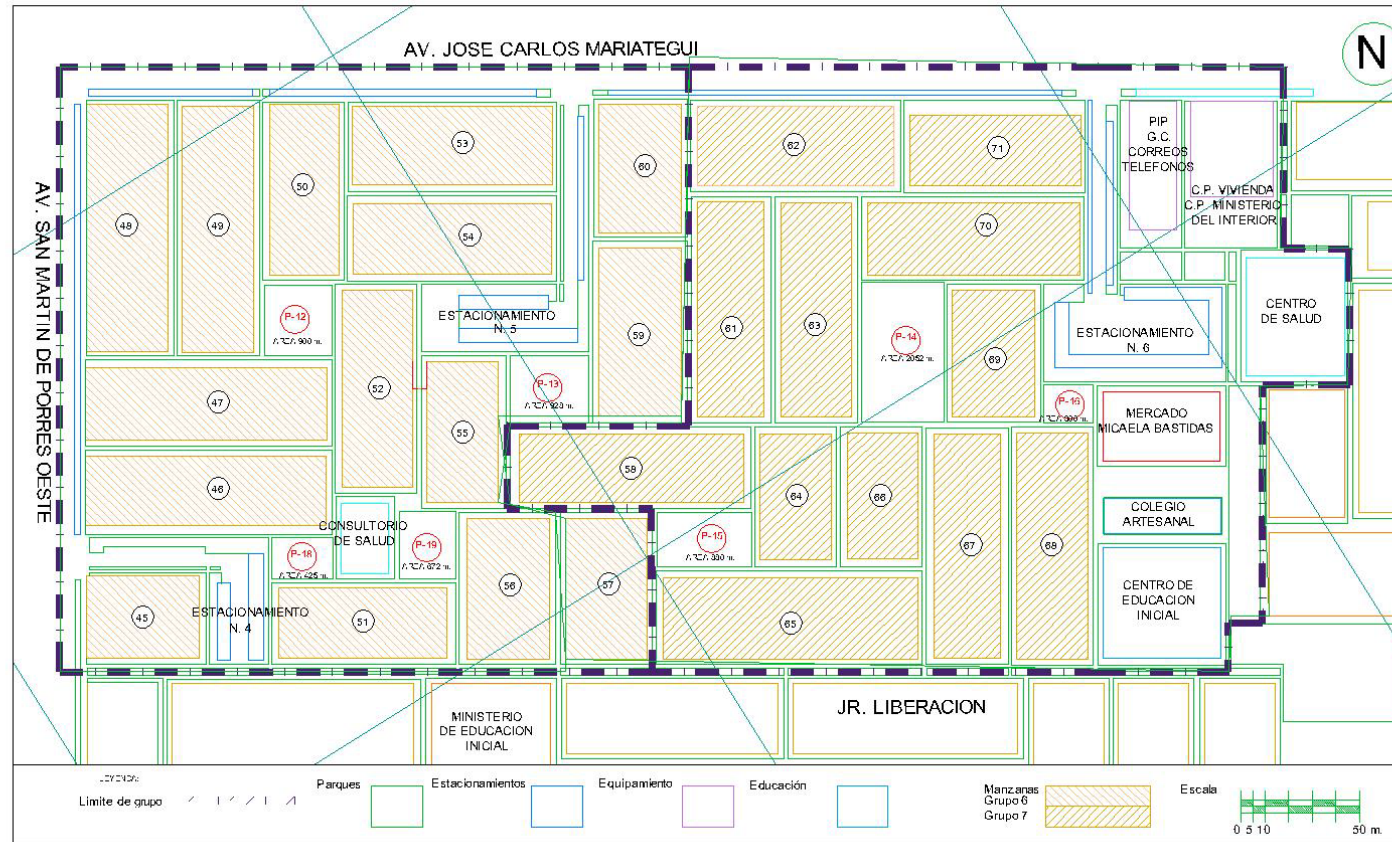 AV. JOSE CARLOS MARIATEGUI
N
AV. SAN MARTIN DE PORRES OESTE
53
62
71
PIP
G.C.
CORREOS
TELEFONOS
60
50
C.P. VIVIENDA
C.P. MINISTERIO
DEL INTERIOR
48
49
54
70
P-12
ESTACIONAMIENTO
N. 5
59
61
63
P-14
69
ESTACIONAMIENTO
N. 6
CENTRO
DE SALUD
52
P-13
47
P-16
MERCADO
MICAELA BASTIDAS
55
58
64
66
46
CONSULTORIO
DE SALUD
COLEGIO
ARTESANAL
P-18
P-19
P-15
67
68
56
57
CENTRO DE
EDUCACION
INICIAL
45
ESTACIONAMIENTO
N. 4
51
65
MINISTERIO
DE EDUCACION
INICIAL
JR. LIBERACION
Limite de grupo
Parques
Estacionamientos
Equipamiento
Educación
Manzanas
Grupo 6
Grupo 7
Escala
0 5 10 50 m.